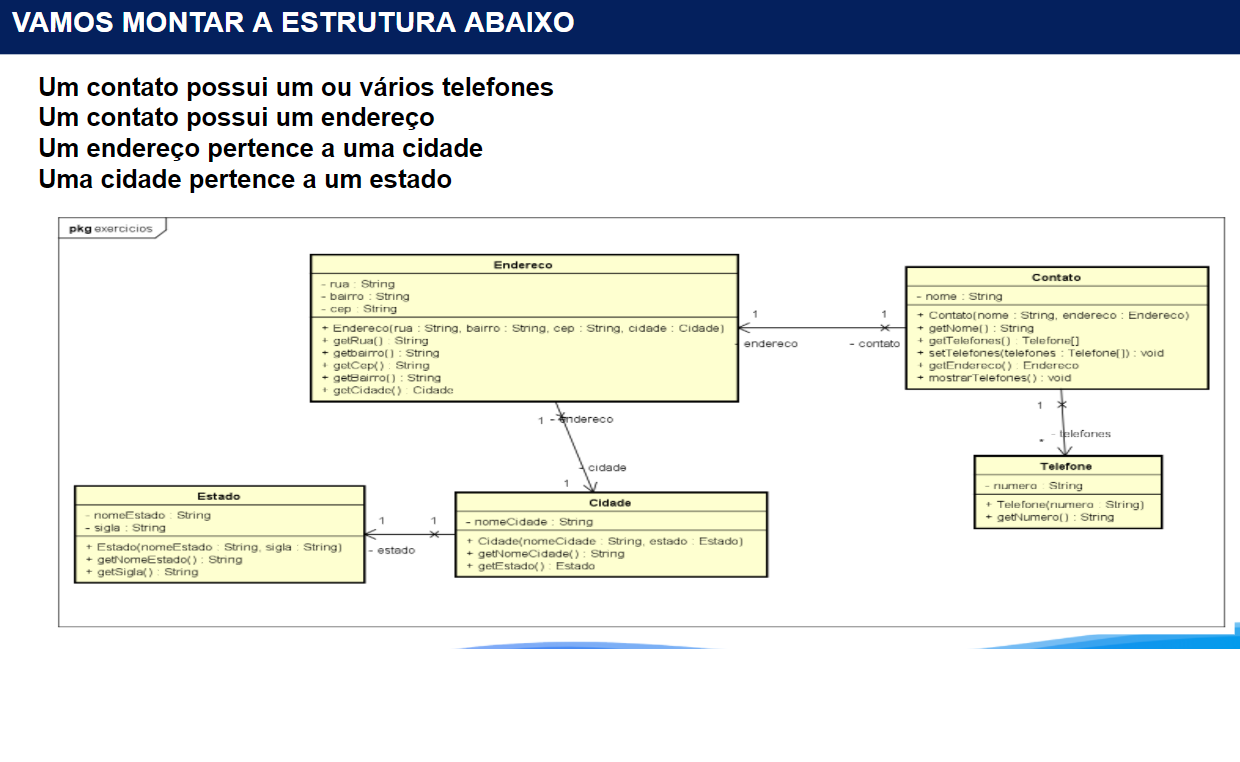 VAMOS MONTAR A ESTRUTURA ABAIXO
Um contato possui um ou vários telefones
Um contato possui um endereço
Um endereço pertence a uma cidade
Uma cidade pertence a um estado
pkg exercicios
Endereco
- rua : String
- bairro : String
- cep : String
+ Endereco(rua : String, bairro : String, cep : String, cidade : Cidade)
+ getRua() : String
+ getbairro() : String
+ getCep() : String
+ getBairro() : String
+ getCidade() : Cidade
1
- endereco
1
- contato
Contato
- nome : String
+ Contato(nome : String, endereco : Endereco)
+ getNome() : String
+ getTelefones() : Telefone[]
+ setTelefones(telefones : Telefone[]) : void
+ getEndereco() : Endereco
+ mostrarTelefones() : void
1 - endereco
- cidade
1
1
- telefones
*
Telefone
- numero : String
+ Telefone(numero : String)
+ getNumero() : String
Estado
- nomeEstado : String
- sigla : String
+ Estado(nomeEstado : String, sigla : String)
+ getNomeEstado() : String
+ getSigla() : String
1
1
- estado
Cidade
- nomeCidade : String
+ Cidade(nomeCidade : String, estado : Estado)
+ getNomeCidade() : String
+ getEstado() : Estado